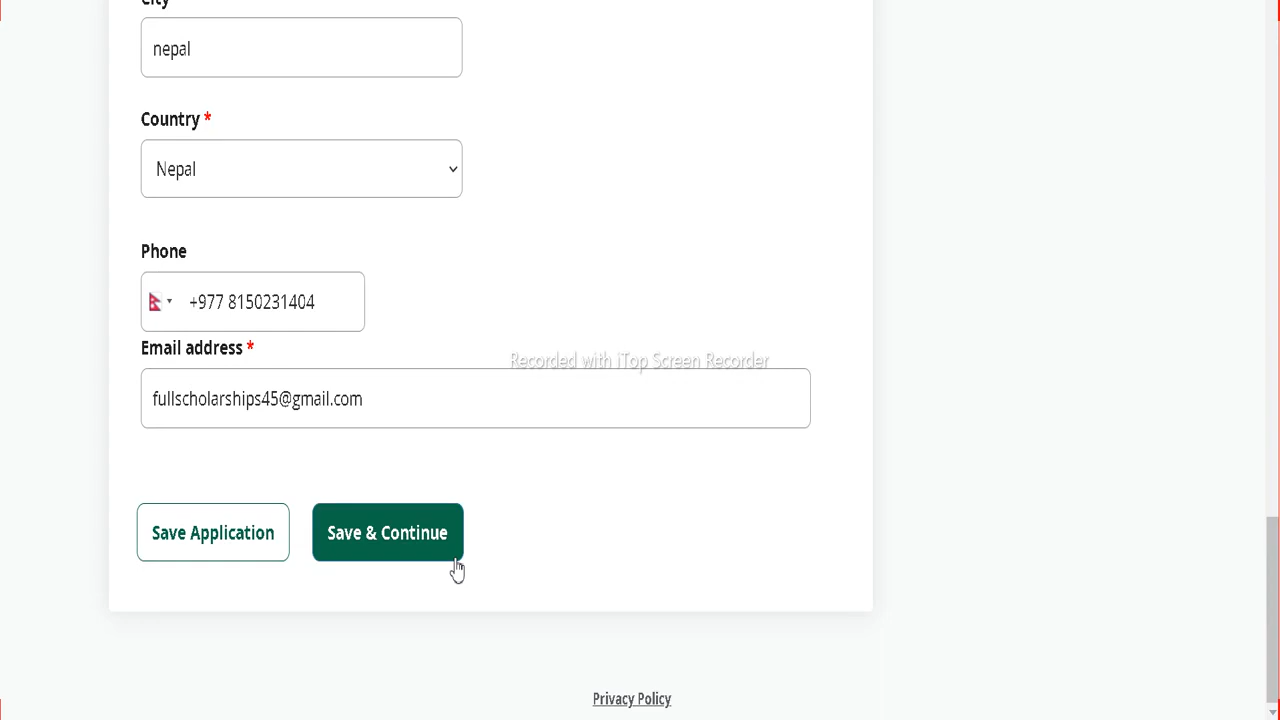 City
nepal
Country *
Nepal
Phone
+977 8150231404
Email address *
Recorded with iTop Screen Recorder
fullscholarships45@gmail.com
Save Application
Save & Continue
Privacy Policy